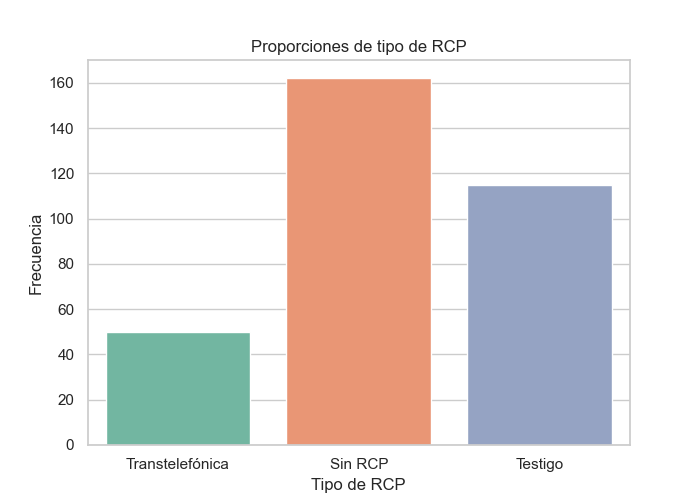 Proporciones de tipo de RCP
160
140
120
100
80
60
40
20
0
Frecuencia
Transtelefónica
Sin RCP
Testigo
Tipo de RCP